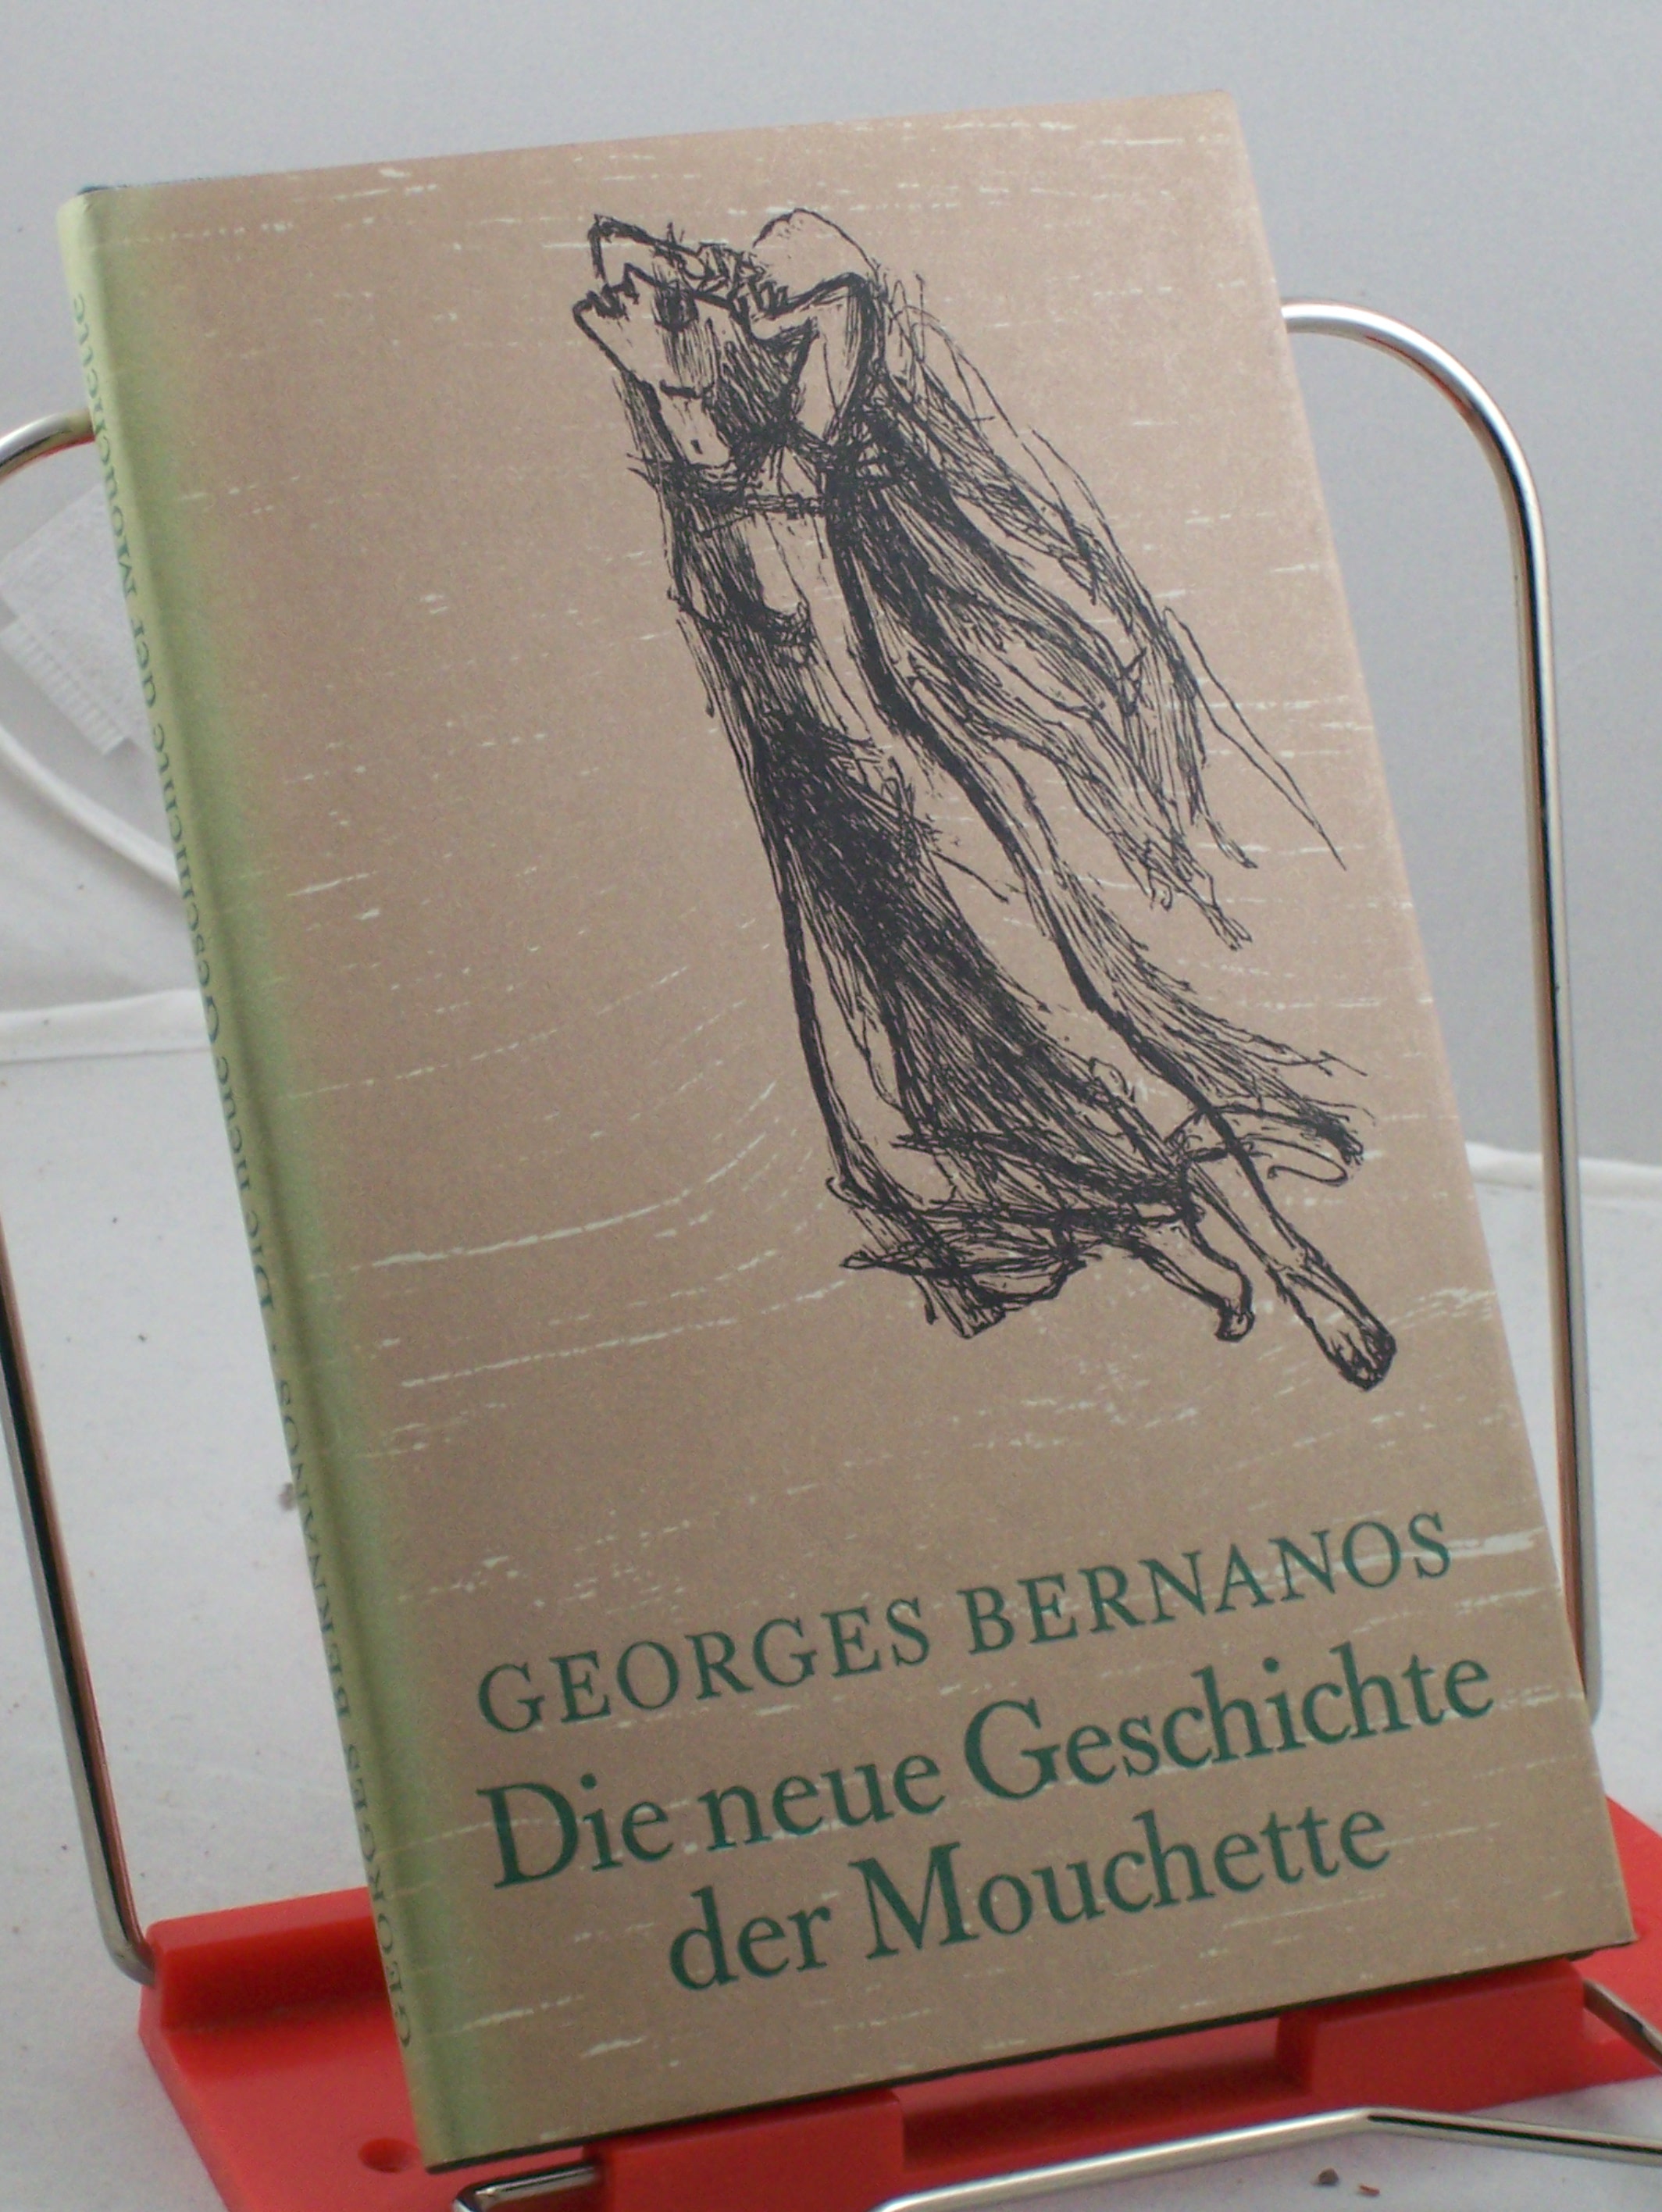 GEORGES BERNANOS
Die neue Geschichte
der Mouchette
GEORGES BERNANOS / Die neue Geschichte der Mouchette